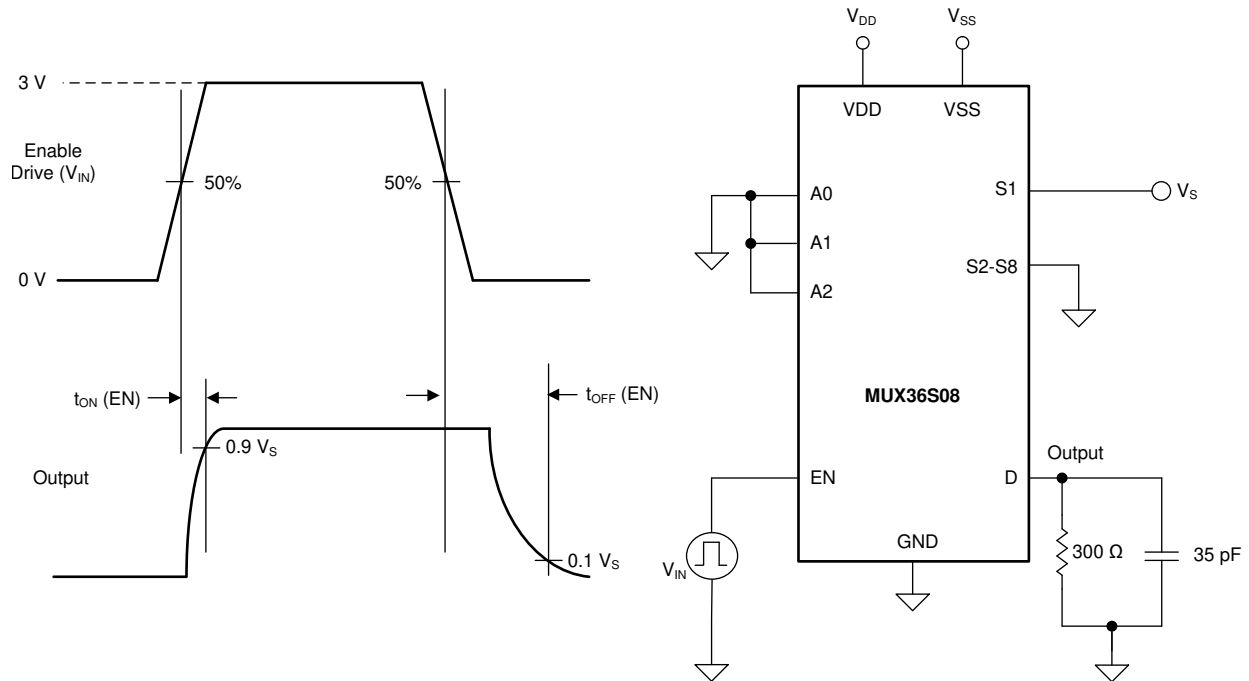 3 V
Enable
Drive (VIN)
50%
50%
0 V
tON (EN)
tOFF (EN)
0.9 VS
Output
0.1 VS
VDD
VSS
VDD
VSS
A0
A1
A2
S1
VS
S2-S8
MUX36S08
Output
EN
D
GND
VIN
300 Ω
35 pF